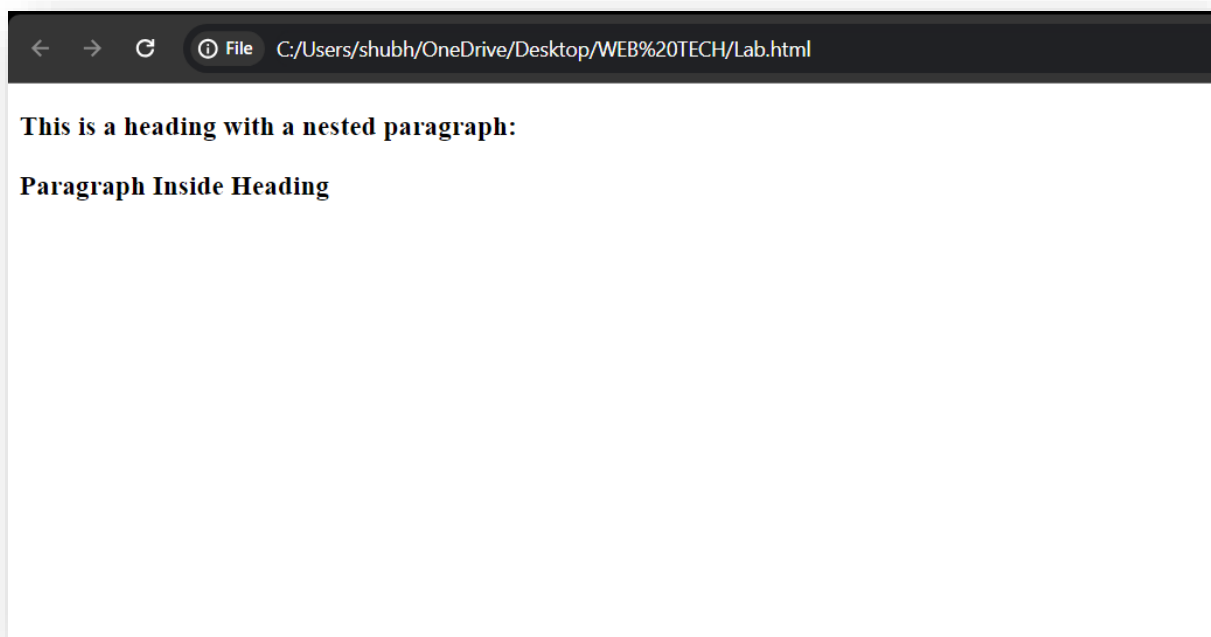 File C:/Users/shubh/OneDrive/Desktop/WEB%20TECH/Lab.html
This is a heading with a nested paragraph:
Paragraph Inside Heading